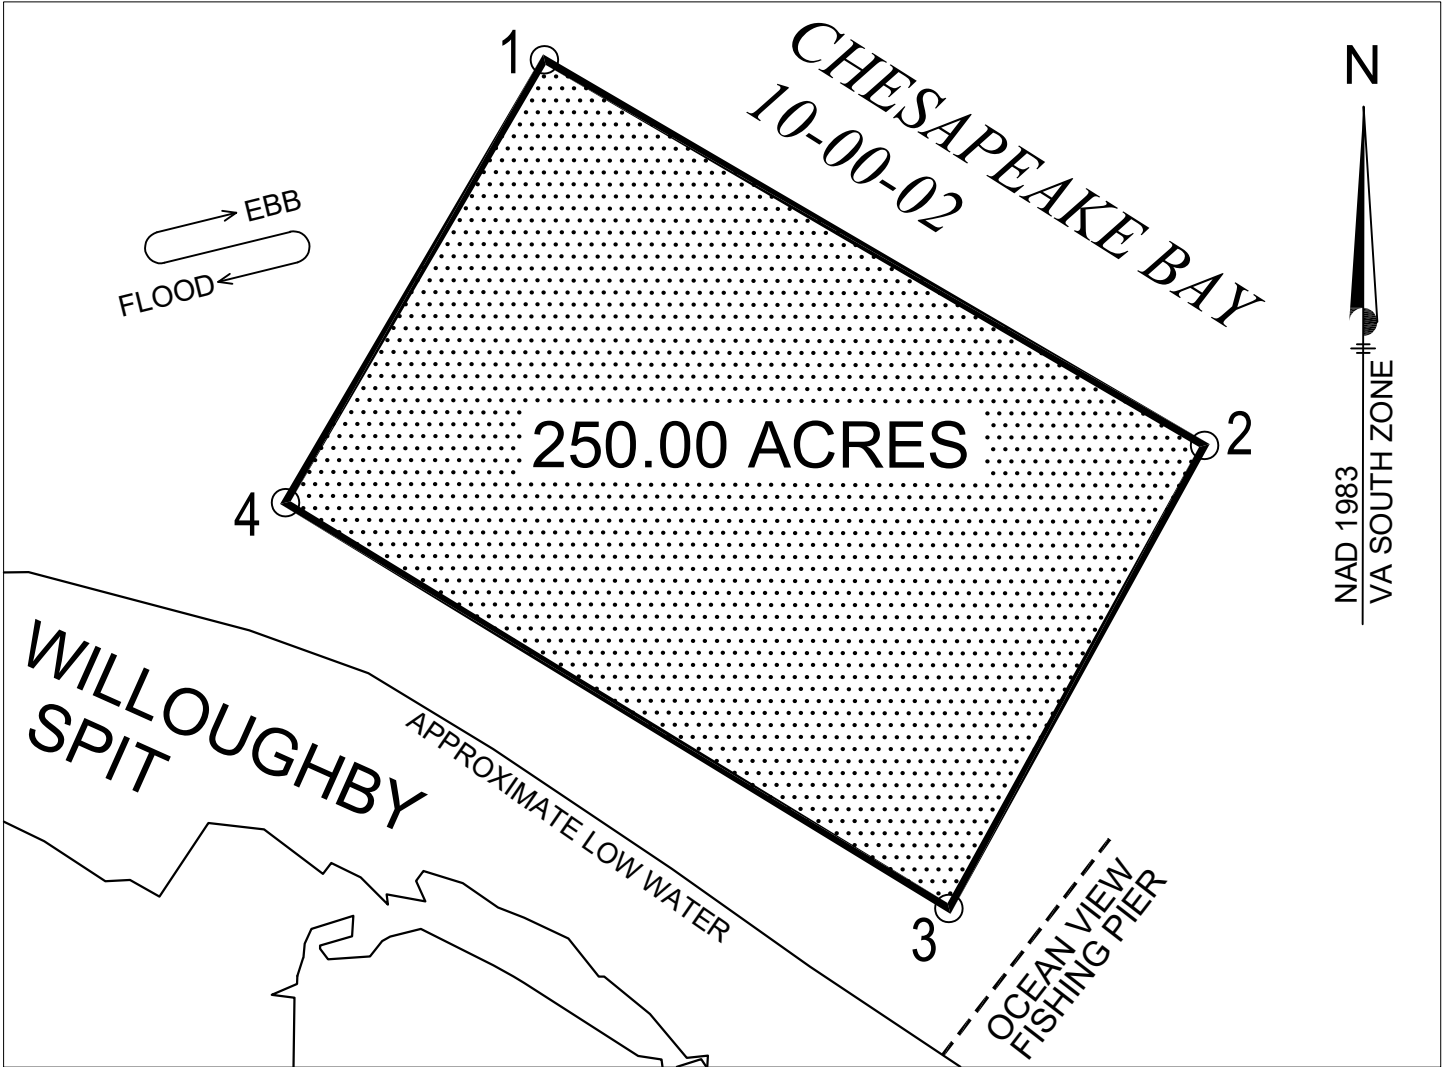 1
CHESAPEAKE BAY
10-00-02
N
EBB
FLOOD
250.00 ACRES
2
4
NAD 1983
VA SOUTH ZONE
WILLOUGHBY
SPIT
APPROXIMATE LOW WATER
3
OCEAN VIEW
FISHING PIER